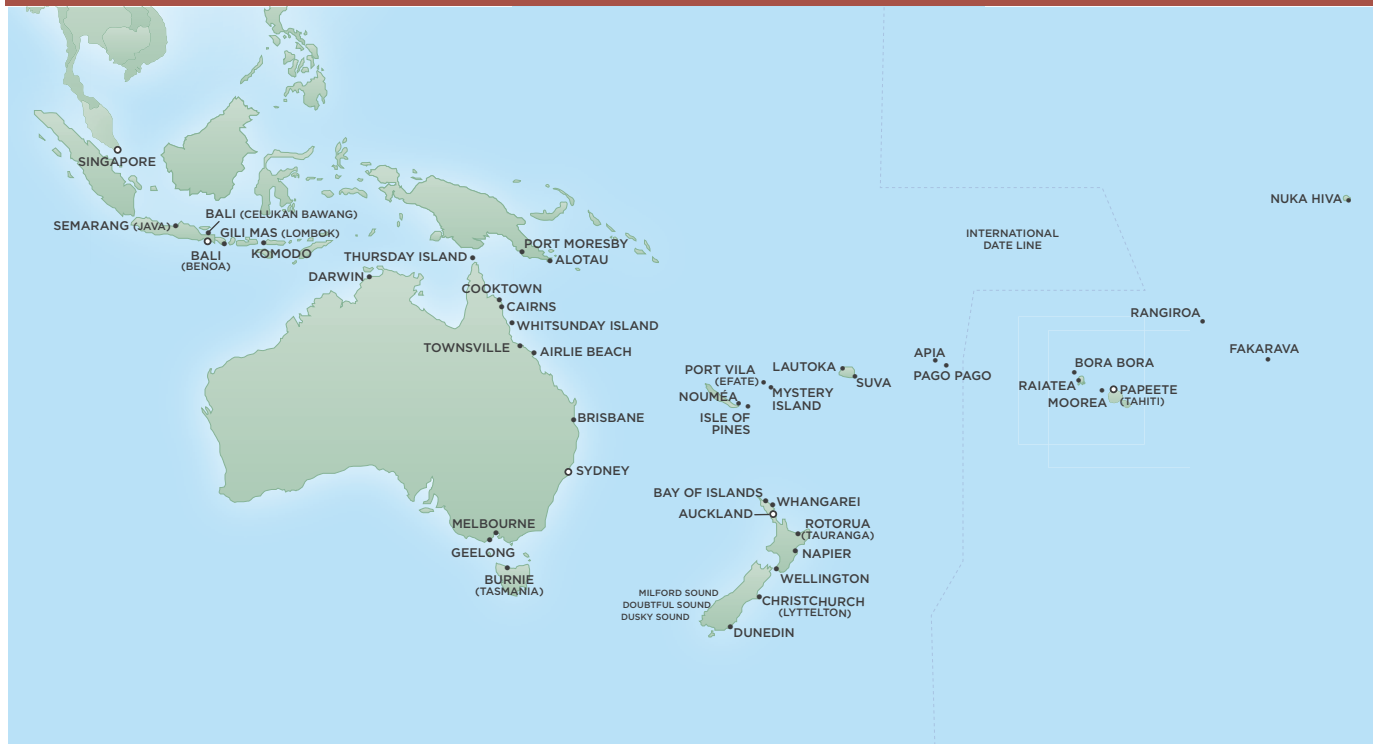 SINGAPORE
NUKA HIVA
BALI (CELUKAN BAWANG)
SEMARANG (JAVA)
GILI MAS (LOMBOK)
BALI
(BENOA)
KOMODO
INTERNATIONAL
DATE LINE
PORT MORESBY
THURSDAY ISLAND
ALOTAU
DARWIN
COOKTOWN
CAIRNS
RANGIROA
WHITSUNDAY ISLAND
TOWNSVILLE
AIRLIE BEACH
FAKARAVA
APIA
BORA BORA
PORT VILA
(EFATE)
LAUTOKA
PAGO PAGO
SUVA
RAIATEA
MYSTERY
ISLAND
NOUMÉA
PAPEETE
(TAHITI)
MOOREA
ISLE OF
PINES
BRISBANE
SYDNEY
BAY OF ISLANDS
WHANGAREI
AUCKLAND
MELBOURNE
ROTORUA
(TAURANGA)
GEELONG
NAPIER
BURNIE
(TASMANIA)
WELLINGTON
MILFORD SOUND
DOUBTFUL SOUND
DUSKY SOUND
CHRISTCHURCH
(LYTTELTON)
DUNEDIN